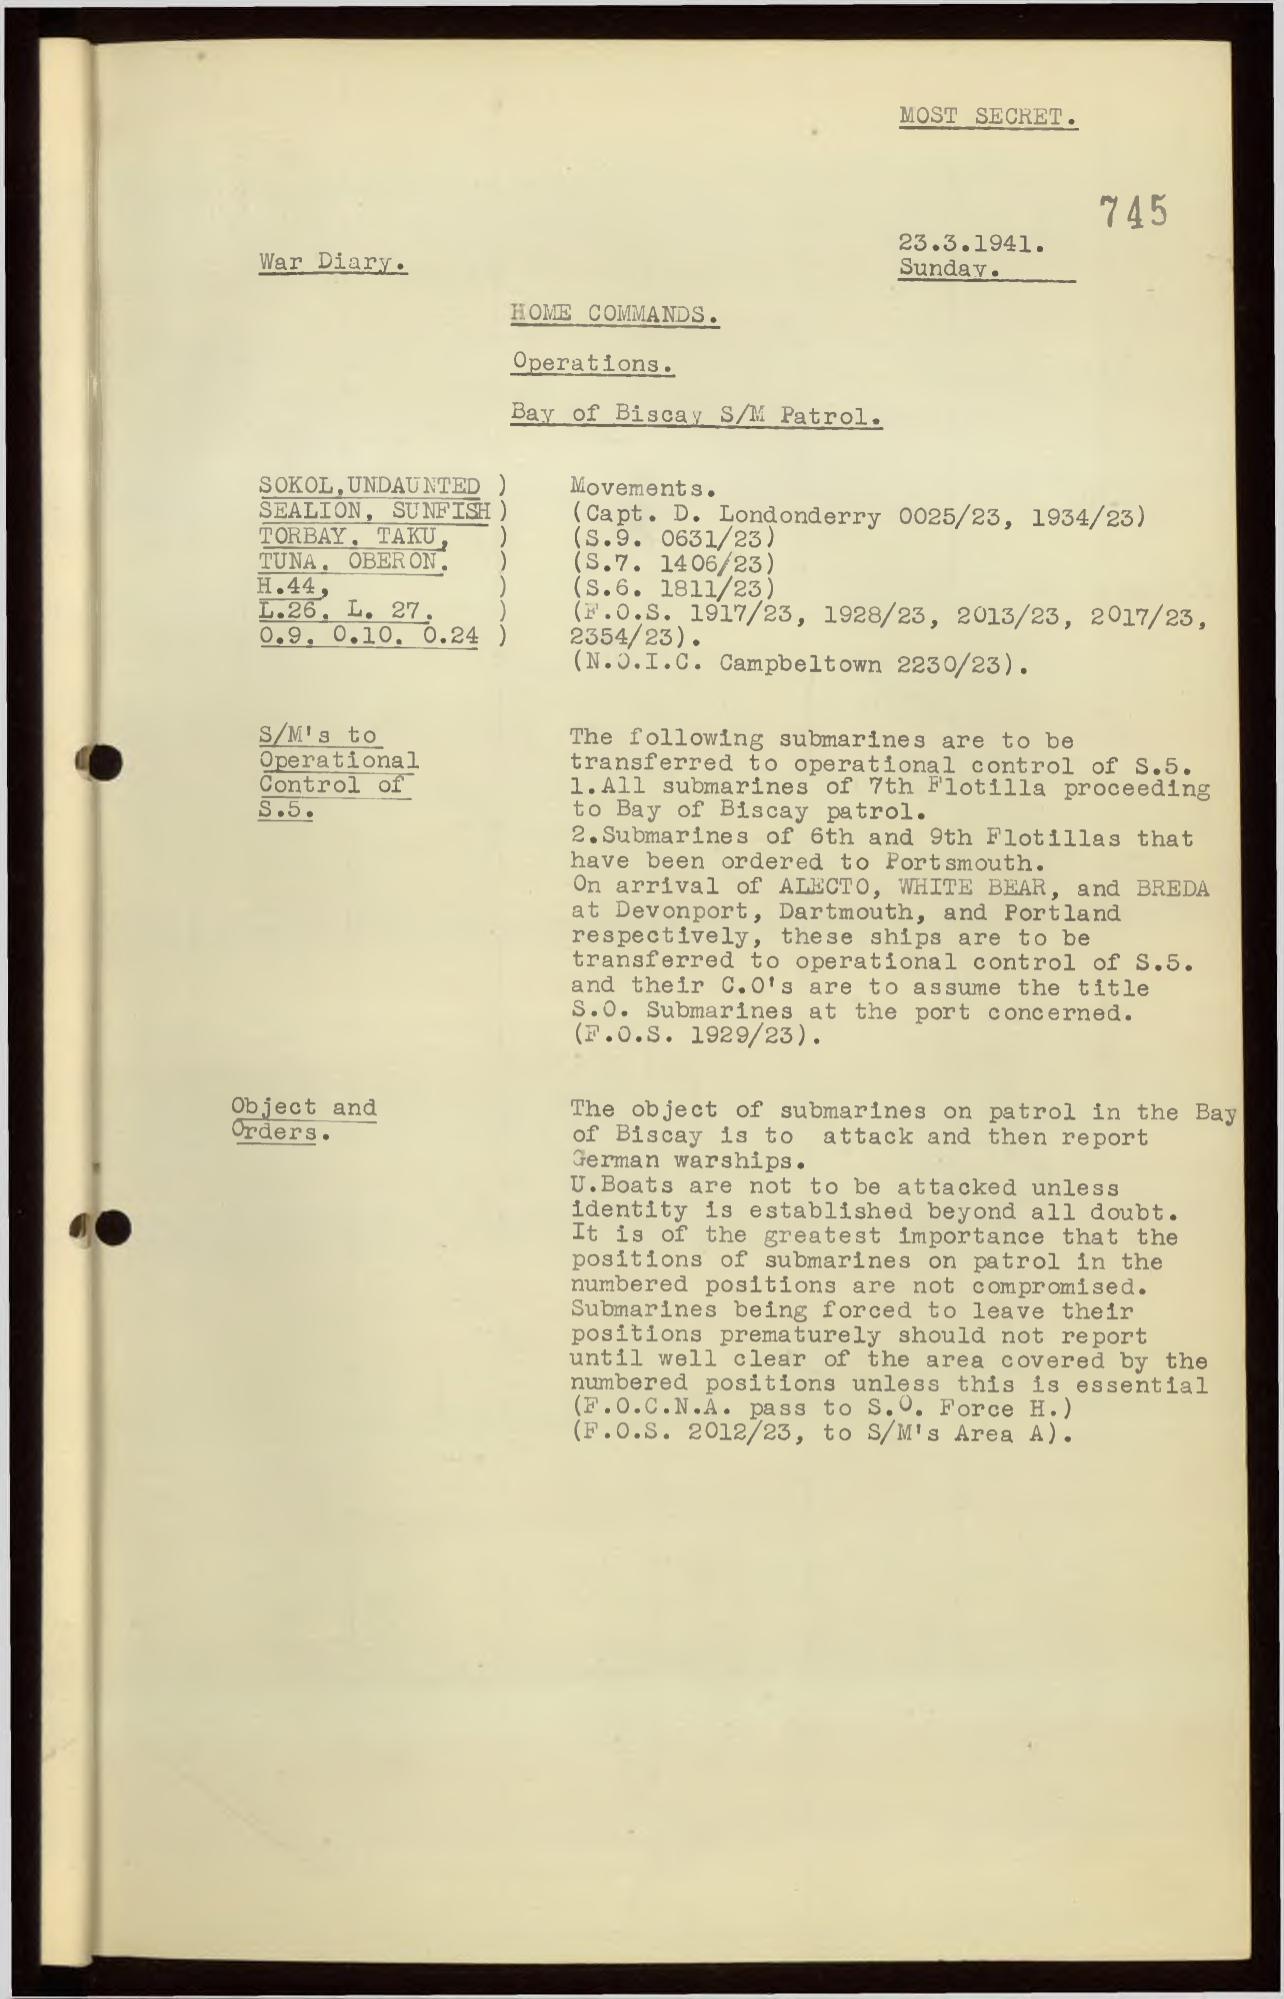 MOST SECRET.
745
23.3.1941.
War Diary.
Sunday.
HOME COMMANDS.
Operations.
Bay of Biscay S/M Patrol.
SOKOL,UNDAUNTED )
SEALION, SUNFISH )
TORBAY, TAKU, )
TUNA, OBERON. )
H.44, )
L.26, L. 27. )
O.9, O.10, O.24 )
Movements.
(Capt. D. Londonderry 0025/23, 1934/23)
(S.9. 0631/23)
(S.7. 1406/23)
(S.6. 1811/23)
(F.O.S. 1917/23, 1928/23, 2013/23, 2017/23,
2354/23).
(N.O.I.C. Campbeltown 2230/23).
S/M's to
Operational
Control of
S.5.
The following submarines are to be
transferred to operational control of S.5.
1.All submarines of 7th Flotilla proceeding
to Bay of Biscay patrol.
2.Submarines of 6th and 9th Flotillas that
have been ordered to Portsmouth.
On arrival of ALECTO, WHITE BEAR, and BREDA
at Devonport, Dartmouth, and Portland
respectively, these ships are to be
transferred to operational control of S.5.
and their C.O's are to assume the title
S.O. Submarines at the port concerned.
(F.O.S. 1929/23).
Object and
Orders.
The object of submarines on patrol in the Bay
of Biscay is to attack and then report
German warships.
U.Boats are not to be attacked unless
identity is established beyond all doubt.
It is of the greatest importance that the
positions of submarines on patrol in the
numbered positions are not compromised.
Submarines being forced to leave their
positions prematurely should not report
until well clear of the area covered by the
numbered positions unless this is essential
(F.O.C.N.A. pass to S.O. Force H.)
(F.O.S. 2012/23, to S/M's Area A).